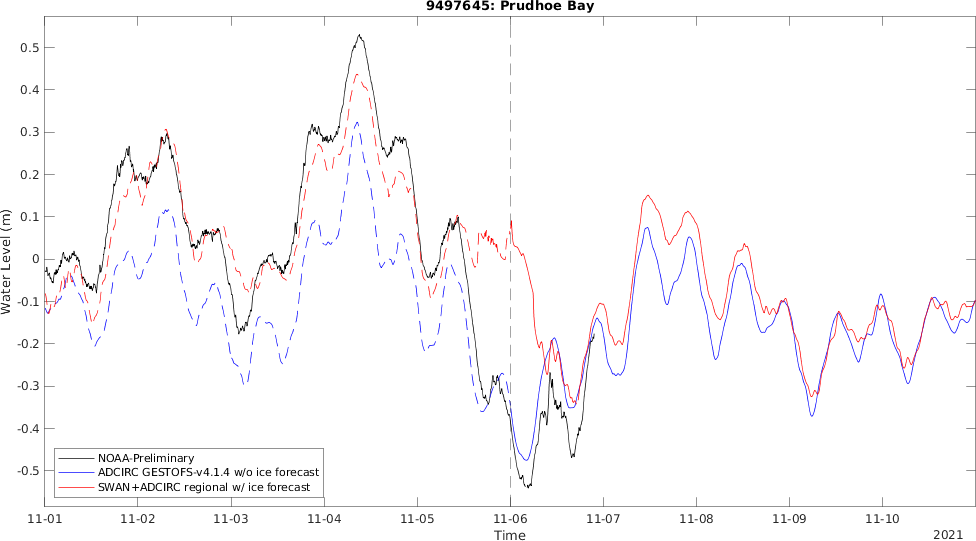 9497645: Prudhoe Bay
0.5
0.4
0.3
0.2
0.1
0
-0.1
-0.2
-0.3
-0.4
-0.5
Water Level (m)
NOAA-Preliminary
ADCIRC GESTOFS-v4.1.4 w/o ice forecast
SWAN+ADCIRC regional w/ ice forecast
11-01 11-02 11-03 11-04 11-05 11-06 11-07 11-08 11-09 11-10
Time
2021